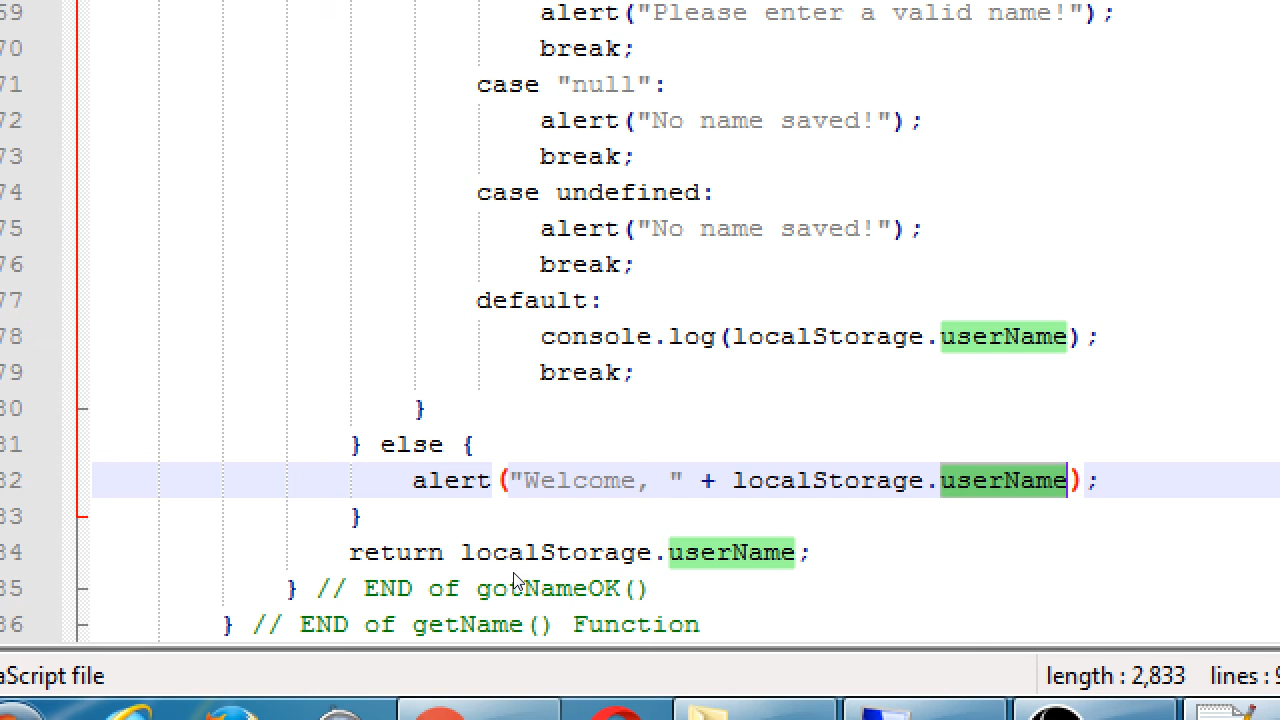 69 alert("Please enter a valid name!");
70 break;
71 case "null":
72 alert("No name saved!");
73 break;
74 case undefined:
75 alert("No name saved!");
76 break;
77 default:
78 console.log(localStorage.userName);
79 break;
80 }
81 } else {
82 alert("Welcome, " + localStorage.userName);
83 }
84 return localStorage.userName;
85 } // END of gotNameOK()
86 } // END of getName() Function
aScript file length : 2,833 lines : 9